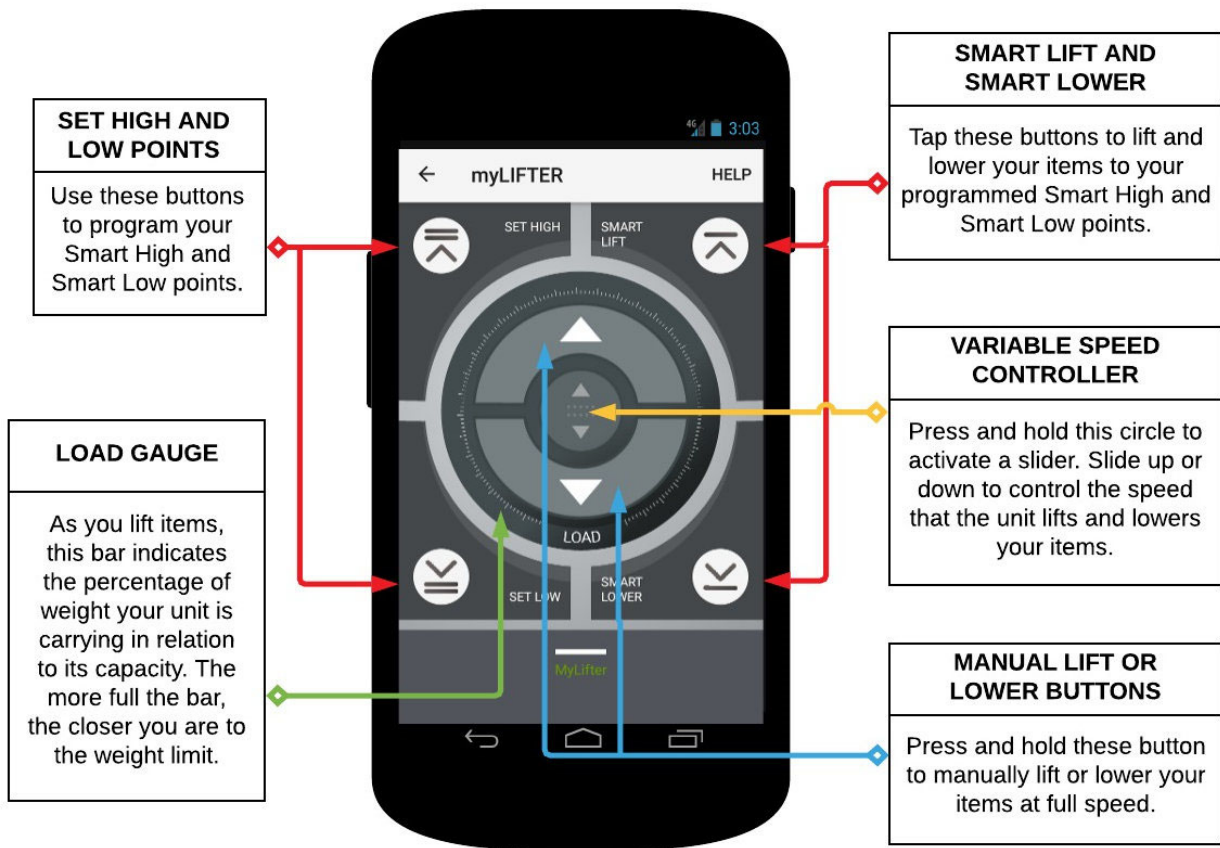 SET HIGH AND
LOW POINTS
Use these buttons
to program your
Smart High and
Smart Low points.
LOAD GAUGE
As you lift items,
this bar indicates
the percentage of
weight your unit is
carrying in relation
to its capacity. The
more full the bar,
the closer you are to
the weight limit.
4G
3:03
myLIFTER
HELP
SET HIGH
SMART
LIFT
LOAD
SET LOW
SMART
LOWER
MyLifter
SMART LIFT AND
SMART LOWER
Tap these buttons to lift and
lower your items to your
programmed Smart High and
Smart Low points.
VARIABLE SPEED
CONTROLLER
Press and hold this circle to
activate a slider. Slide up or
down to control the speed
that the unit lifts and lowers
your items.
MANUAL LIFT OR
LOWER BUTTONS
Press and hold these button
to manually lift or lower your
items at full speed.